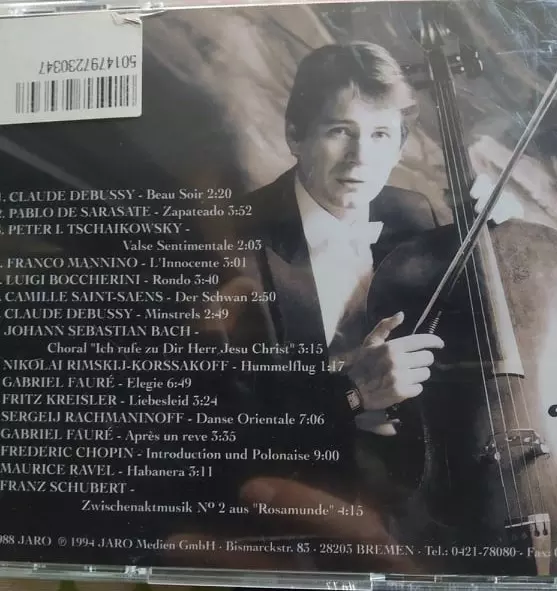 5014797230347
1. CLAUDE DEBUSSY - Beau Soir 2:20
2. PABLO DE SARASATE - Zapateado 3:52
3. PETER I. TSCHAIKOWSKY -
Valse Sentimentale 2:03
. FRANCO MANNINO - L'Innocente 3:01
. LUIGI BOCCHERINI - Rondo 3:40
. CAMILLE SAINT-SAENS - Der Schwan 2:50
. CLAUDE DEBUSSY - Minstrels 2:49
JOHANN SEBASTIAN BACH -
Choral "Ich rufe zu Dir Herr Jesu Christ" 3:15
NIKOLAI RIMSKIJ-KORSSAKOFF - Hummelflug 1:17
GABRIEL FAURÉ - Elegie 6:49
FRITZ KREISLER - Liebesleid 3:24
SERGEIJ RACHMANINOFF - Danse Orientale 7:06
GABRIEL FAURÉ - Après un reve 3:35
FREDERIC CHOPIN - Introduction und Polonaise 9:00
MAURICE RAVEL - Habanera 3:11
FRANZ SCHUBERT -
Zwischenaktmusik Nº 2 aus "Rosamunde" 4:15
988 JARO ℗ 1994 JARO Medien GmbH · Bismarckstr. 83 · 28203 BREMEN · Tel.: 0421-78080 · Fax: